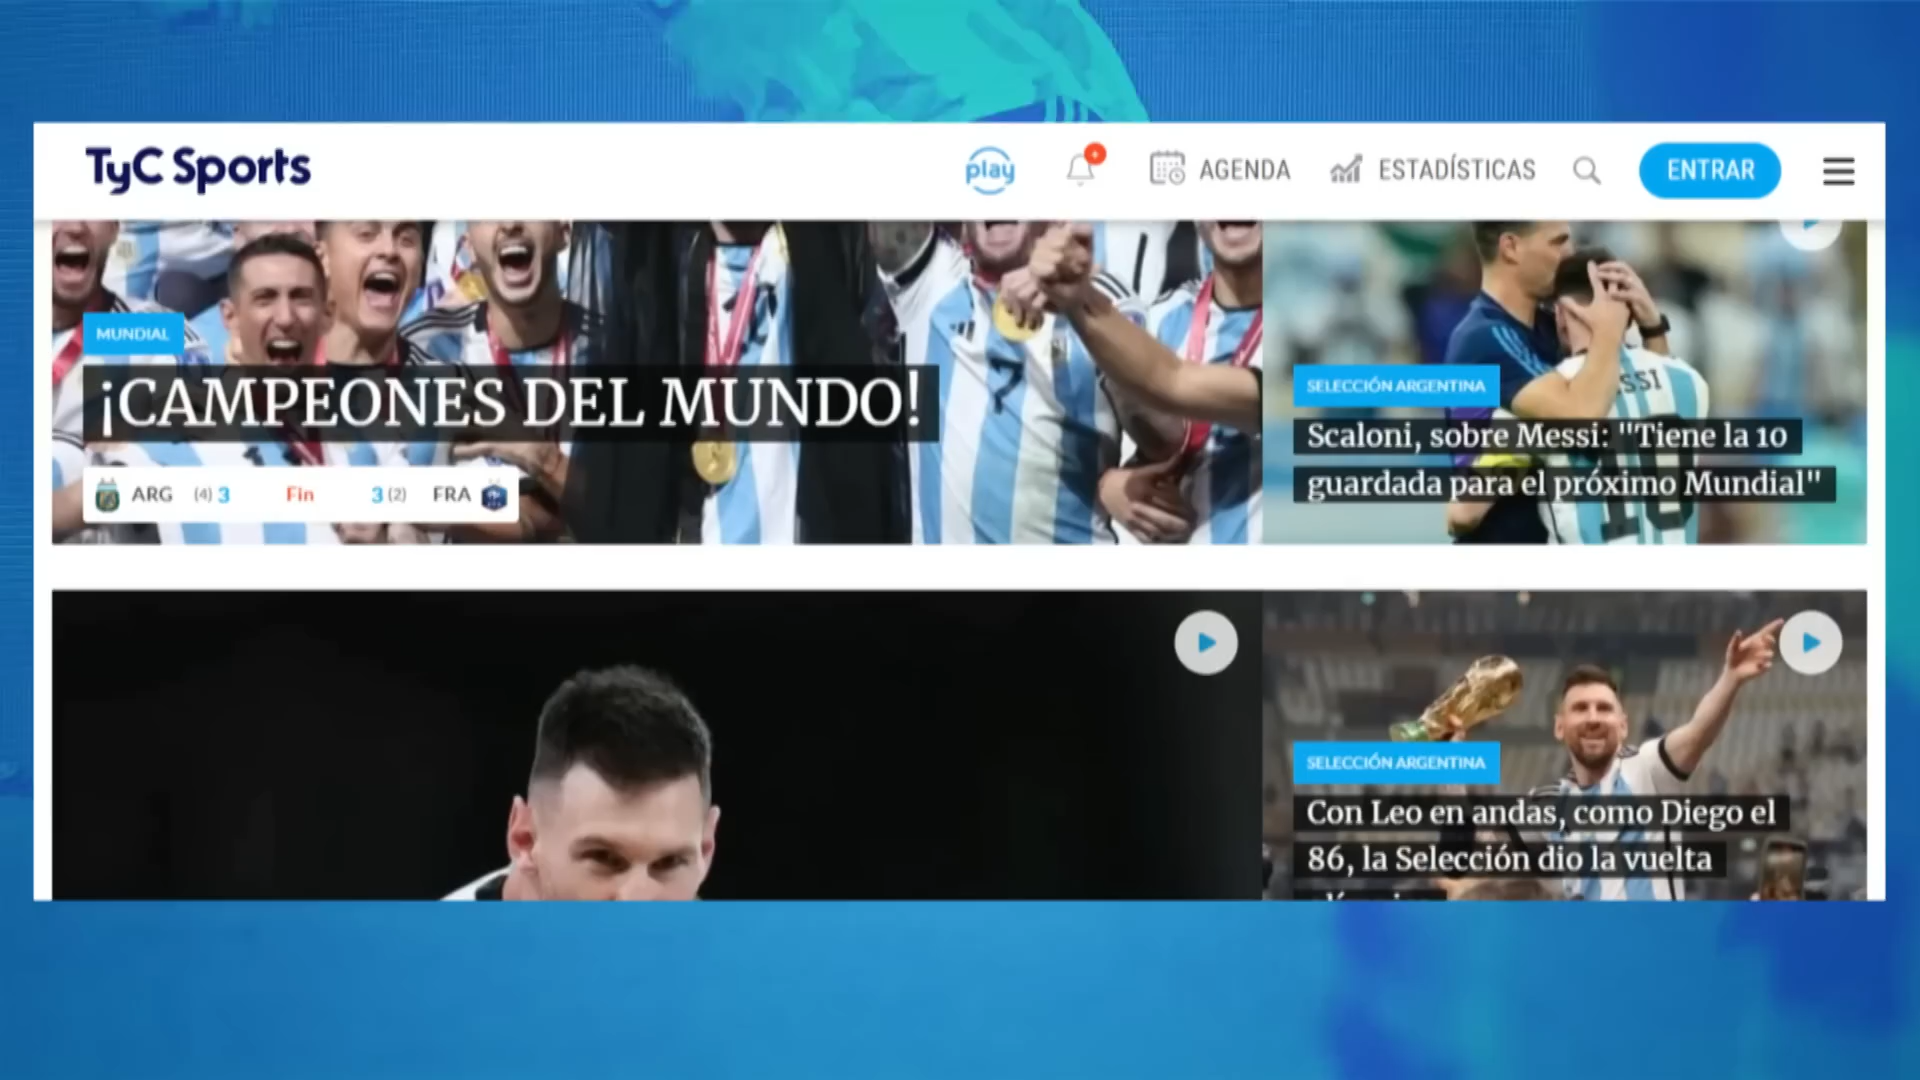 TyC Sports
play
AGENDA
ESTADÍSTICAS
ENTRAR
MUNDIAL
¡CAMPEONES DEL MUNDO!
ARG (4) 3 Fin 3 (2) FRA
7
SELECCIÓN ARGENTINA
Scaloni, sobre Messi: "Tiene la 10
guardada para el próximo Mundial"
10
SELECCIÓN ARGENTINA
Con Leo en andas, como Diego el
86, la Selección dio la vuelta